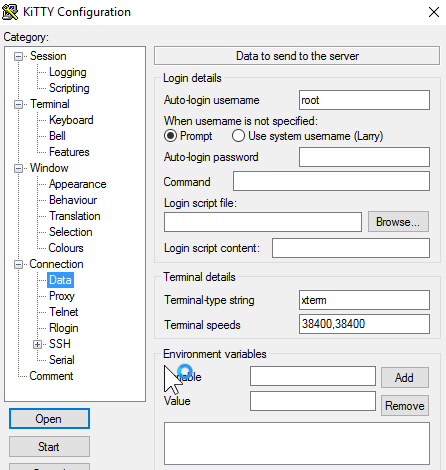 KiTTY Configuration
Category:
Session
Logging
Scripting
Terminal
Keyboard
Bell
Features
Window
Appearance
Behaviour
Translation
Selection
Colours
Connection
Data
Proxy
Telnet
Rlogin
SSH
Serial
Comment
Open
Start
Data to send to the server
Login details
Auto-login username root
When username is not specified:
Prompt Use system username (Larry)
Auto-login password
Command
Login script file:
Browse...
Login script content:
Terminal details
Terminal-type string xterm
Terminal speeds 38400,38400
Environment variables
Add
Value Remove